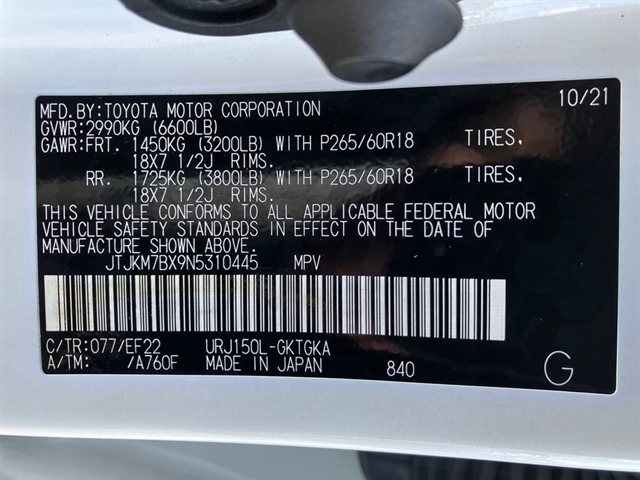 MFD.BY:TOYOTA MOTOR CORPORATION 10/21
GVWR:2990KG (6600LB)
GAWR:FRT. 1450KG (3200LB) WITH P265/60R18 TIRES,
18X7 1/2J RIMS.
RR. 1725KG (3800LB) WITH P265/60R18 TIRES,
18X7 1/2J RIMS.
THIS VEHICLE CONFORMS TO ALL APPLICABLE FEDERAL MOTOR
VEHICLE SAFETY STANDARDS IN EFFECT ON THE DATE OF
MANUFACTURE SHOWN ABOVE.
JTJKM7BX9N5310445 MPV
C/TR:077/EF22 URJ150L-GKTGKA
A/TM: /A760F MADE IN JAPAN 840 G